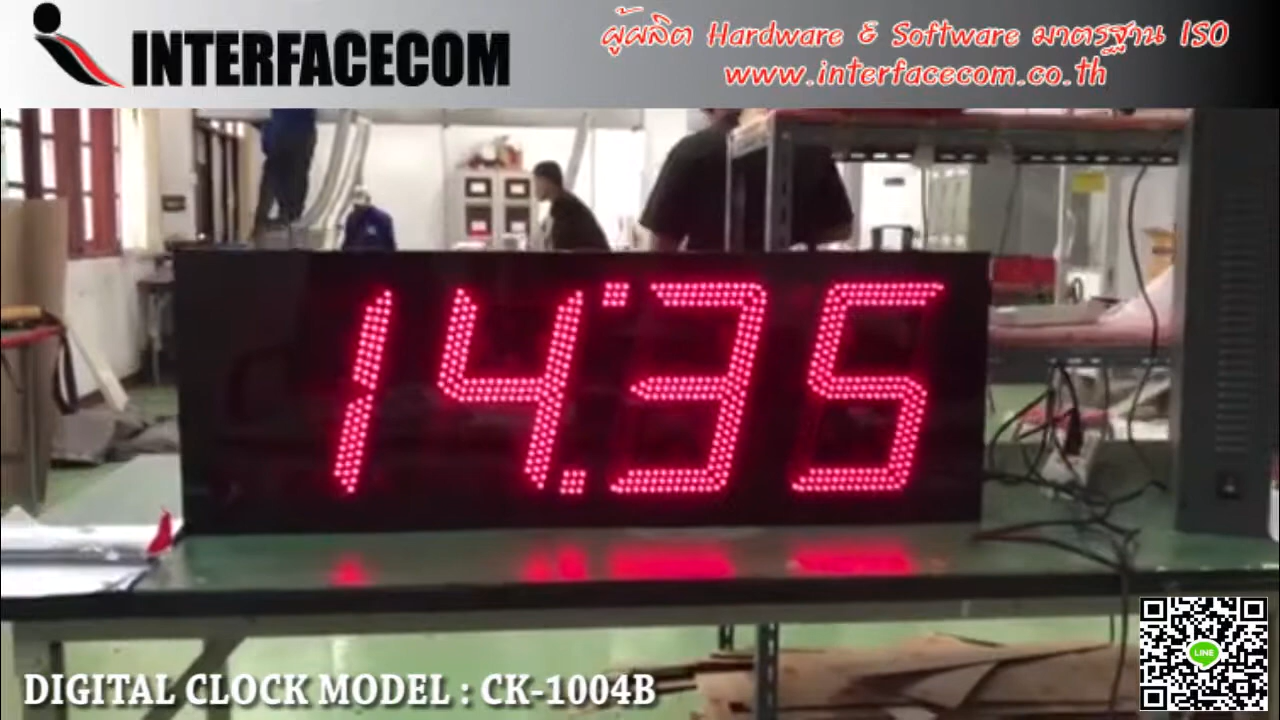 INTERFACECOM
ผู้ผลิต Hardware & Software มาตรฐาน ISO
www.interfacecom.co.th
14:35
DIGITAL CLOCK MODEL : CK-1004B
LINE